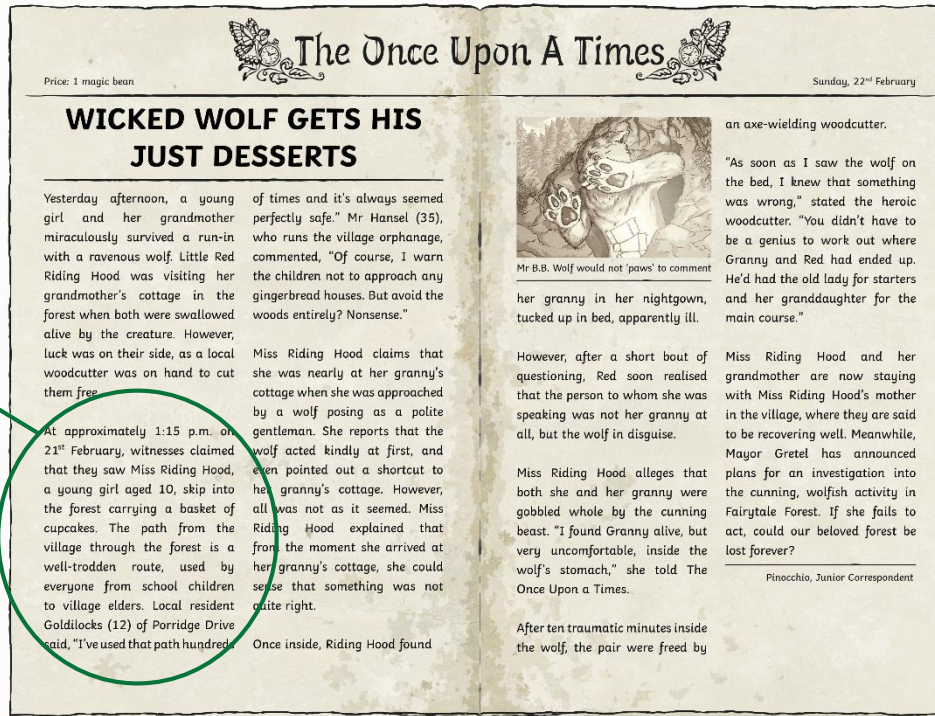 The Once Upon A Times
Price: 1 magic bean
Sunday, 22nd February
WICKED WOLF GETS HIS
JUST DESSERTS
Yesterday afternoon, a young
girl and her grandmother
miraculously survived a run-in
with a ravenous wolf. Little Red
Riding Hood was visiting her
grandmother's cottage in the
forest when both were swallowed
alive by the creature. However,
luck was on their side, as a local
woodcutter was on hand to cut
them free.
At approximately 1:15 p.m. on
21st February, witnesses claimed
that they saw Miss Riding Hood,
a young girl aged 10, skip into
the forest carrying a basket of
cupcakes. The path from the
village through the forest is a
well-trodden route, used by
everyone from school children
to village elders. Local resident
Goldilocks (12) of Porridge Drive
said, "I've used that path hundreds
of times and it's always seemed
perfectly safe." Mr Hansel (35),
who runs the village orphanage,
commented, "Of course, I warn
the children not to approach any
gingerbread houses. But avoid the
woods entirely? Nonsense."
Miss Riding Hood claims that
she was nearly at her granny's
cottage when she was approached
by a wolf posing as a polite
gentleman. She reports that the
wolf acted kindly at first, and
even pointed out a shortcut to
her granny's cottage. However,
all was not as it seemed. Miss
Riding Hood explained that
from the moment she arrived at
her granny's cottage, she could
sense that something was not
quite right.
Once inside, Riding Hood found
Mr B.B. Wolf would not 'paws' to comment
her granny in her nightgown,
tucked up in bed, apparently ill.
However, after a short bout of
questioning, Red soon realised
that the person to whom she was
speaking was not her granny at
all, but the wolf in disguise.
Miss Riding Hood alleges that
both she and her granny were
gobbled whole by the cunning
beast. "I found Granny alive, but
very uncomfortable, inside the
wolf's stomach," she told The
Once Upon a Times.
After ten traumatic minutes inside
the wolf, the pair were freed by
an axe-wielding woodcutter.
"As soon as I saw the wolf on
the bed, I knew that something
was wrong," stated the heroic
woodcutter. "You didn't have to
be a genius to work out where
Granny and Red had ended up.
He'd had the old lady for starters
and her granddaughter for the
main course."
Miss Riding Hood and her
grandmother are now staying
with Miss Riding Hood's mother
in the village, where they are said
to be recovering well. Meanwhile,
Mayor Gretel has announced
plans for an investigation into
the cunning, wolfish activity in
Fairytale Forest. If she fails to
act, could our beloved forest be
lost forever?
Pinocchio, Junior Correspondent